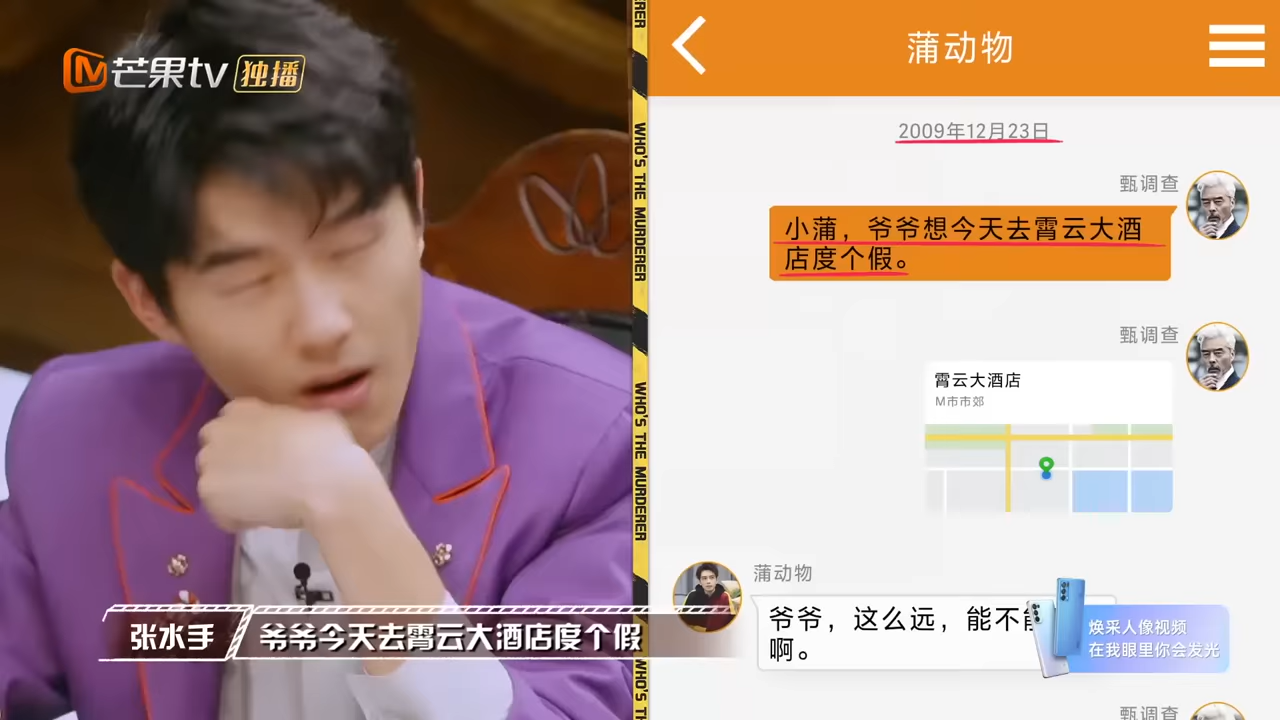 芒果tv 独播
WHO'S THE MURDERER
WHO'S THE MURDERER
蒲动物
2009年12月23日
甄调查
小蒲，爷爷想今天去霄云大酒
店度个假。
甄调查
霄云大酒店
M市市郊
蒲动物
爷爷，这么远，能不
啊。
焕采人像视频
在我眼里你会发光
甄调查
张水手
爷爷今天去霄云大酒店度个假